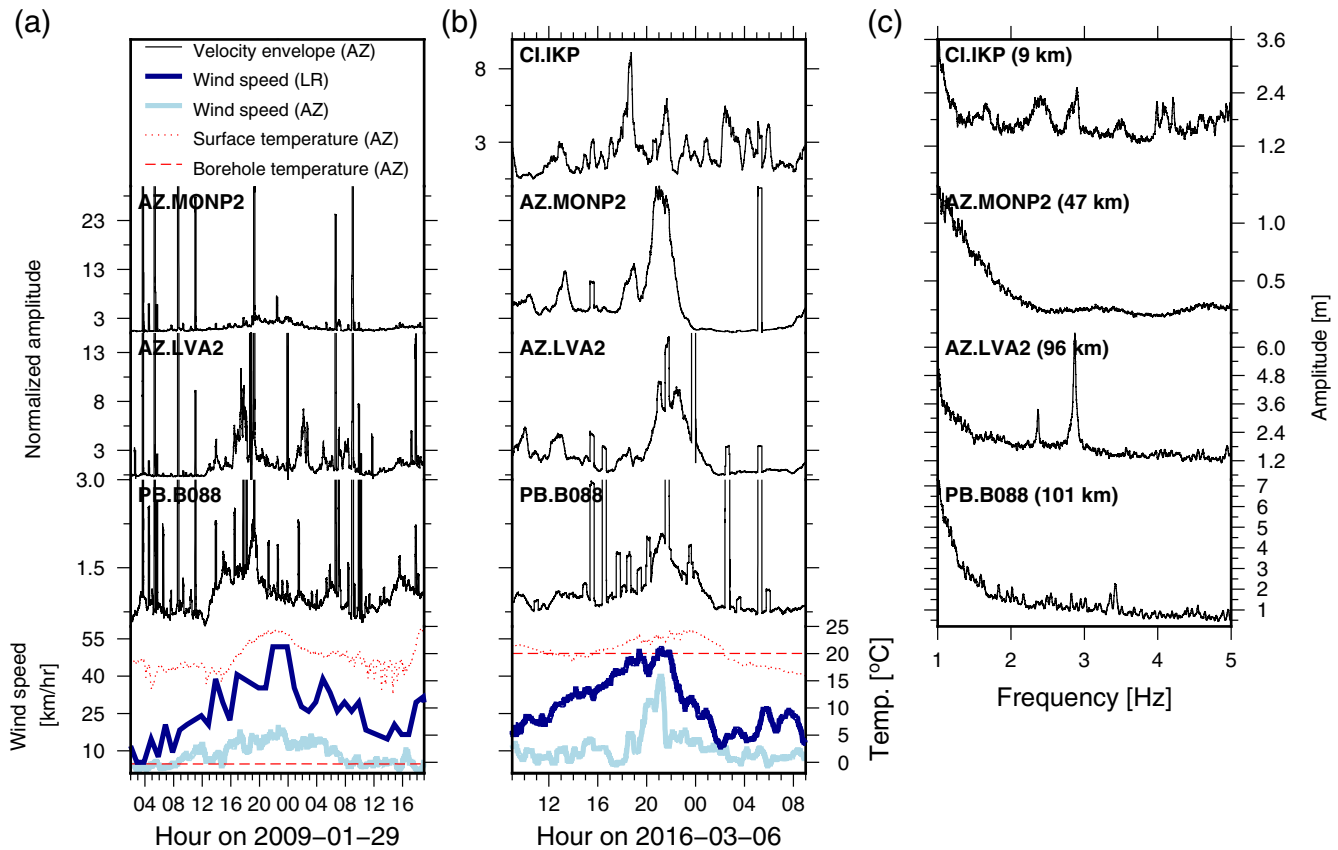 (a)
(b)
(c)
Velocity envelope (AZ)
Wind speed (LR)
Wind speed (AZ)
Surface temperature (AZ)
Borehole temperature (AZ)
AZ.MONP2
23
13
3
AZ.LVA2
13
8
3
Normalized amplitude
3.0
PB.B088
1.5
55
40
25
10
Wind speed
[km/hr]
04 08 12 16 20 00 04 08 12 16
Hour on 2009−01−29
CI.IKP
8
3
AZ.MONP2
AZ.LVA2
PB.B088
25
20
15
10
5
0
Temp. [ºC]
12 16 20 00 04 08
Hour on 2016−03−06
CI.IKP (9 km)
3.6
2.4
1.2
AZ.MONP2 (47 km)
1.0
0.5
AZ.LVA2 (96 km)
6.0
4.8
3.6
2.4
1.2
Amplitude [m]
PB.B088 (101 km)
7
6
5
4
3
2
1
1 2 3 4 5
Frequency [Hz]